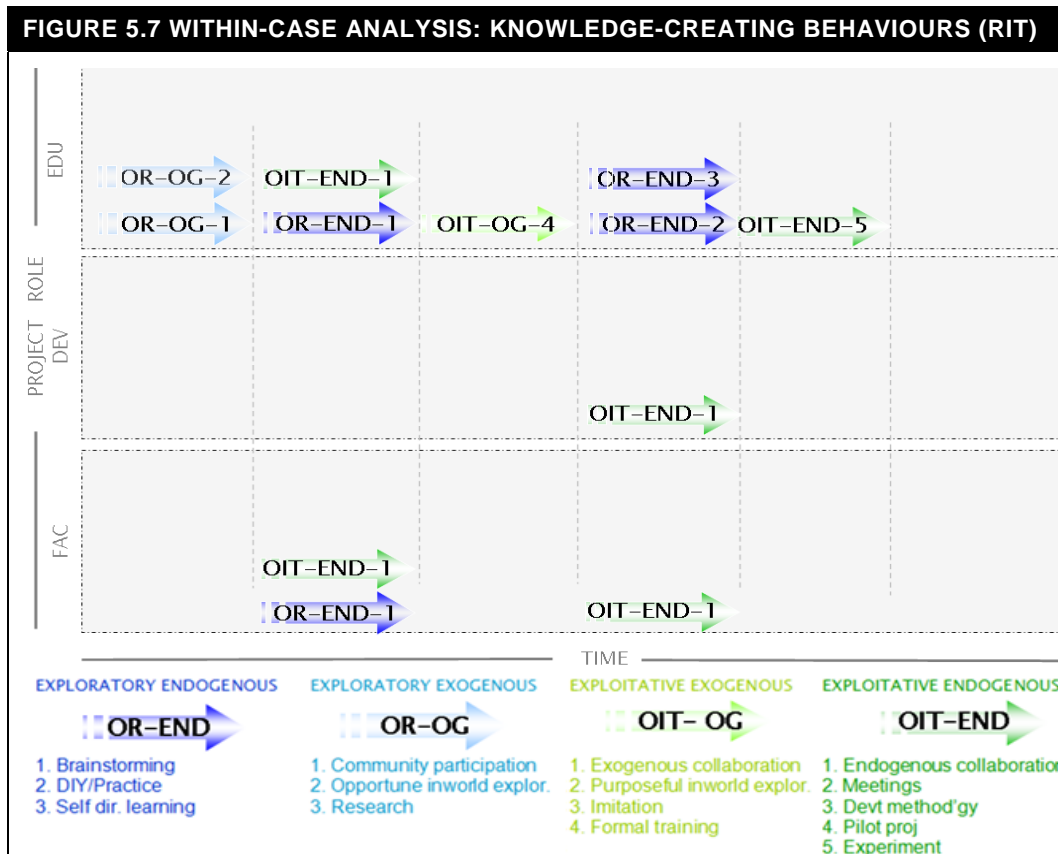 FIGURE 5.7 WITHIN-CASE ANALYSIS: KNOWLEDGE-CREATING BEHAVIOURS (RIT)
EDU
OR-OG-2 OIT-END-1 OR-END-3
OR-OG-1 OR-END-1 OIT-OG-4 OR-END-2 OIT-END-5
PROJECT ROLE
DEV
OIT-END-1
FAC
OIT-END-1
OR-END-1 OIT-END-1
TIME
EXPLORATORY ENDOGENOUS
OR-END
1. Brainstorming
2. DIY/Practice
3. Self dir. learning
EXPLORATORY EXOGENOUS
OR-OG
1. Community participation
2. Opportune inworld explor.
3. Research
EXPLOITATIVE EXOGENOUS
OIT- OG
1. Exogenous collaboration
2. Purposeful inworld explor.
3. Imitation
4. Formal training
EXPLOITATIVE ENDOGENOUS
OIT-END
1. Endogenous collaboration
2. Meetings
3. Devt method'gy
4. Pilot proj
5. Experiment